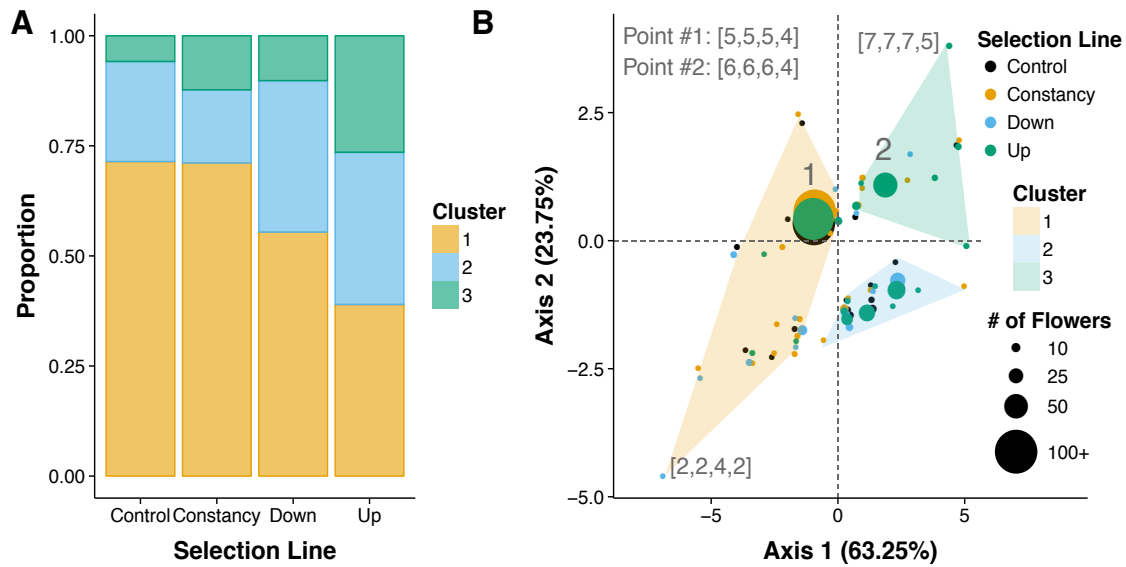 A
1.00
0.75
0.50
0.25
0.00
Proportion
Control Constancy Down Up
Selection Line
Cluster
1
2
3
B
Point #1: [5,5,5,4]
Point #2: [6,6,6,4]
[7,7,7,5]
1
2
[2,2,4,2]
2.5
0.0
−2.5
−5.0
Axis 2 (23.75%)
−5 0 5
Axis 1 (63.25%)
Selection Line
Control
Constancy
Down
Up
Cluster
1
2
3
# of Flowers
10
25
50
100+